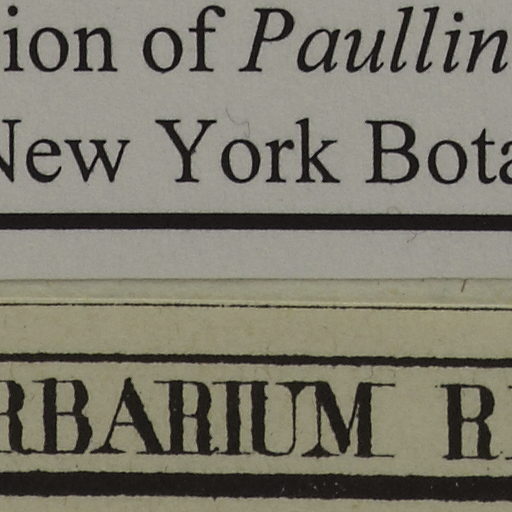 ion of Paullin
New York Bota
RBARIUM R